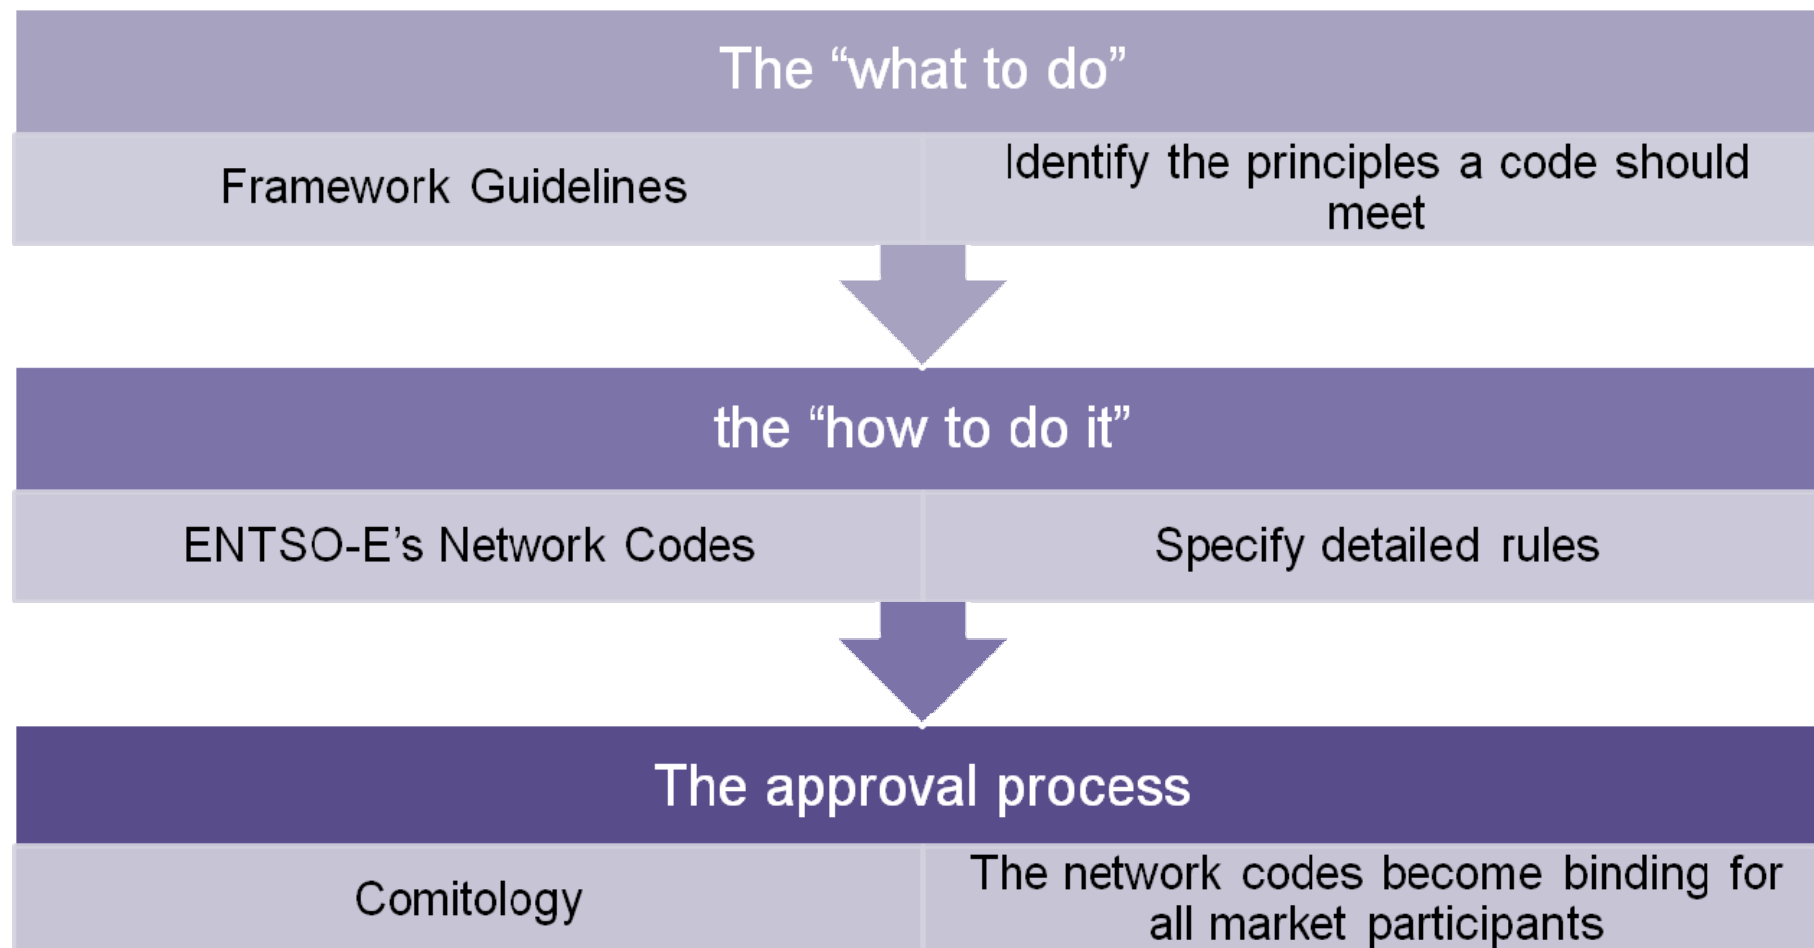 The “what to do”
Framework Guidelines
Identify the principles a code should
meet
the “how to do it”
ENTSO-E’s Network Codes
Specify detailed rules
The approval process
Comitology
The network codes become binding for
all market participants